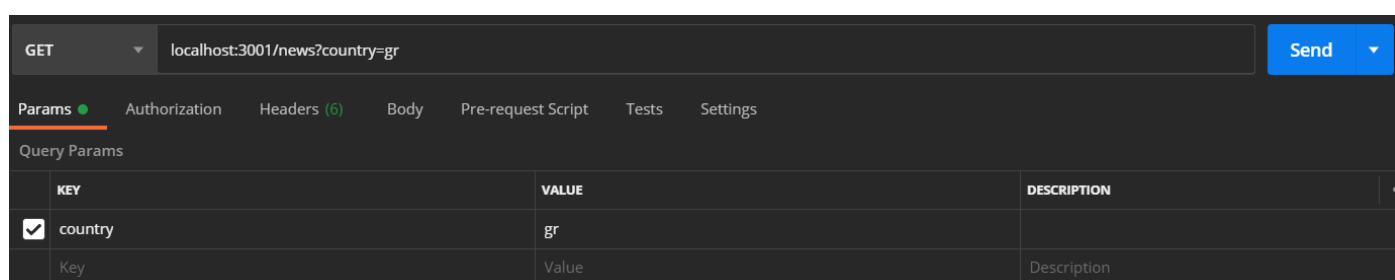 GET localhost:3001/news?country=gr Send
Params Authorization Headers (6) Body Pre-request Script Tests Settings
Query Params
KEY VALUE DESCRIPTION
country gr
Key Value Description